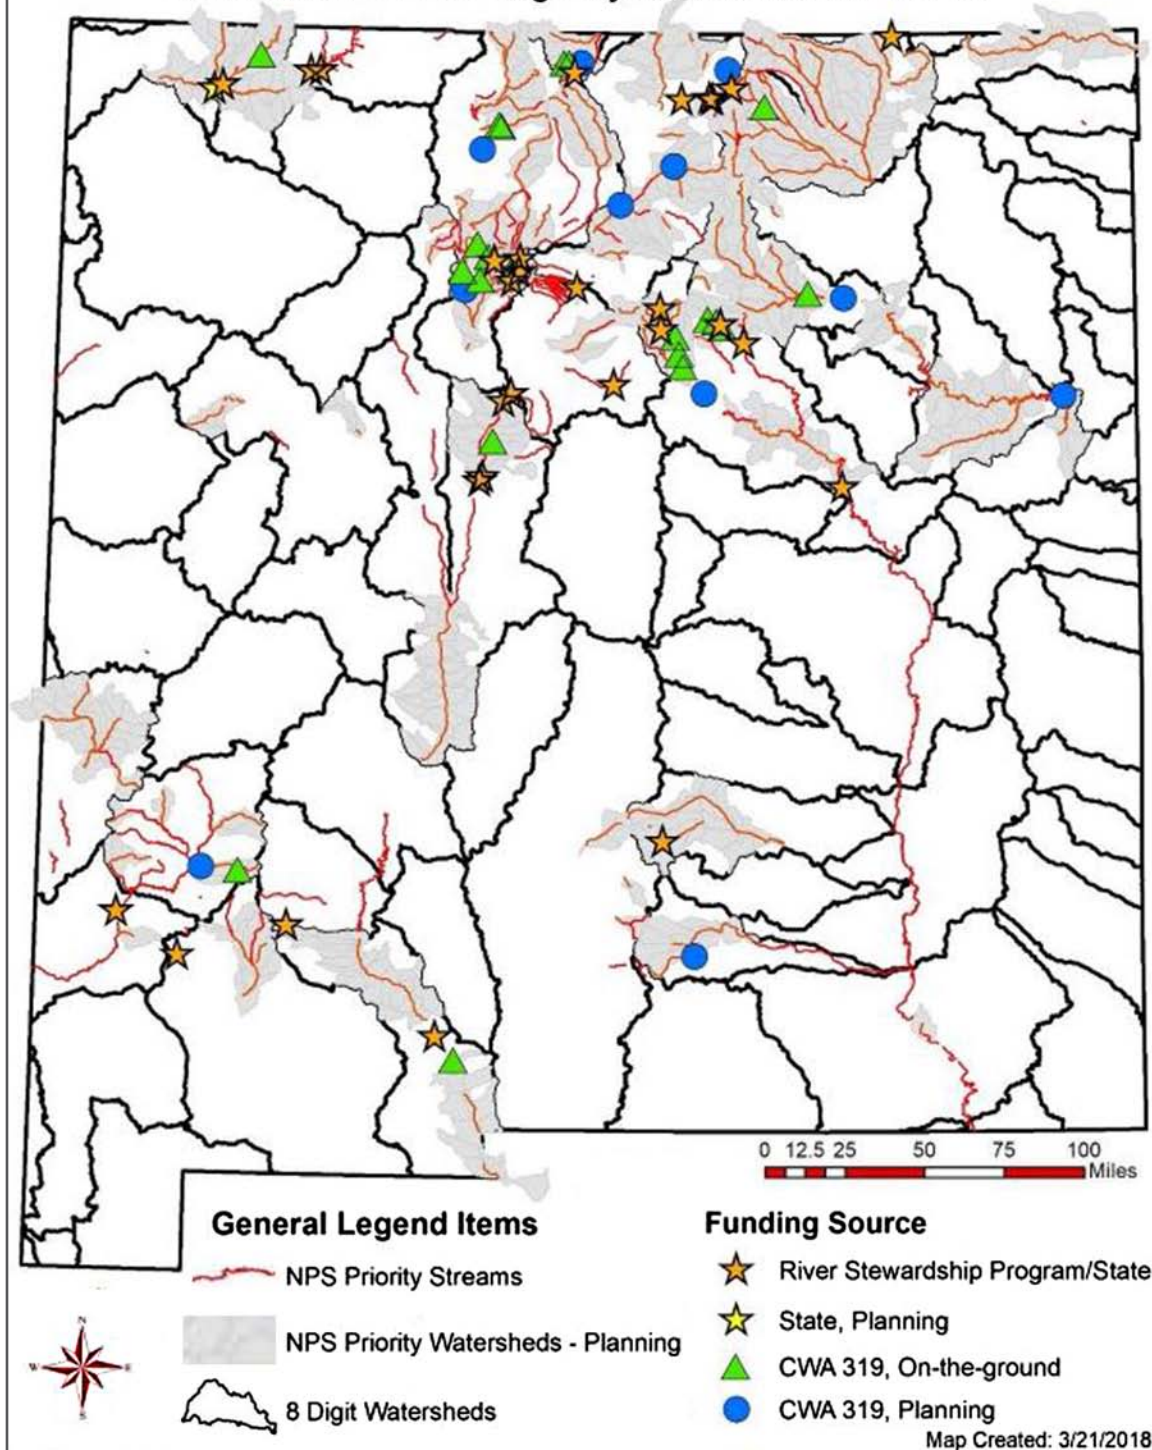 0 12.5 25 50 75 100
Miles
General Legend Items
NPS Priority Streams
NPS Priority Watersheds - Planning
8 Digit Watersheds
N
W E
S
Funding Source
River Stewardship Program/State
State, Planning
CWA 319, On-the-ground
CWA 319, Planning
Map Created: 3/21/2018